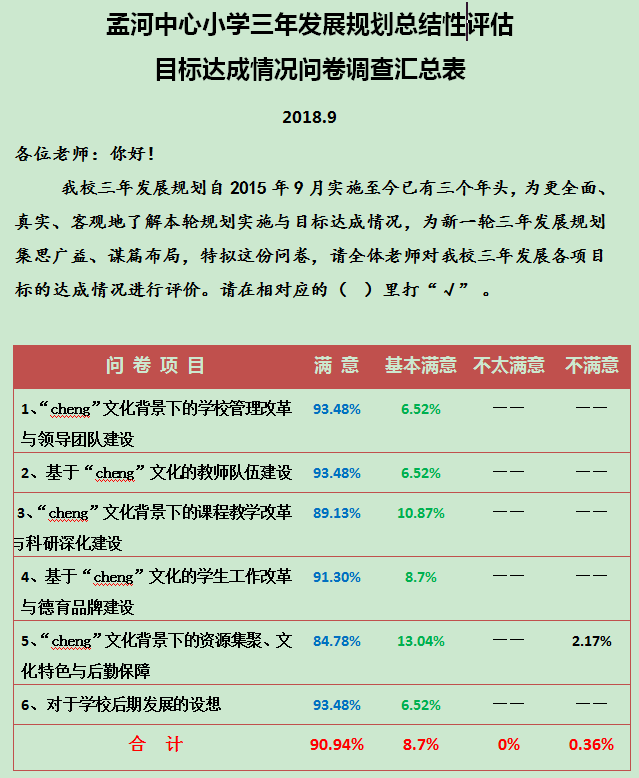 孟河中心小学三年发展规划总结性评估
目标达成情况问卷调查汇总表
2018.9
各位老师：你好！
我校三年发展规划自 2015 年 9 月实施至今已有三个年头，为更全面、
真实、客观地了解本轮规划实施与目标达成情况，为新一轮三年发展规划
集思广益、谋篇布局，特拟这份问卷，请全体老师对我校三年发展各项目
标的达成情况进行评价。请在相对应的（ ）里打“√” 。
问 卷 项 目 满 意 基本满意 不太满意 不满意
1、“cheng”文化背景下的学校管理改革 93.48% 6.52% —— ——
与领导团队建设
2、基于“cheng”文化的教师队伍建设 93.48% 6.52% —— ——
3、“cheng”文化背景下的课程教学改革 89.13% 10.87% —— ——
与科研深化建设
4、基于“cheng”文化的学生工作改革 91.30% 8.7% —— ——
与德育品牌建设
5、“cheng”文化背景下的资源集聚、文 84.78% 13.04% —— 2.17%
化特色与后勤保障
6、对于学校后期发展的设想 93.48% 6.52% —— ——
合 计 90.94% 8.7% 0% 0.36%